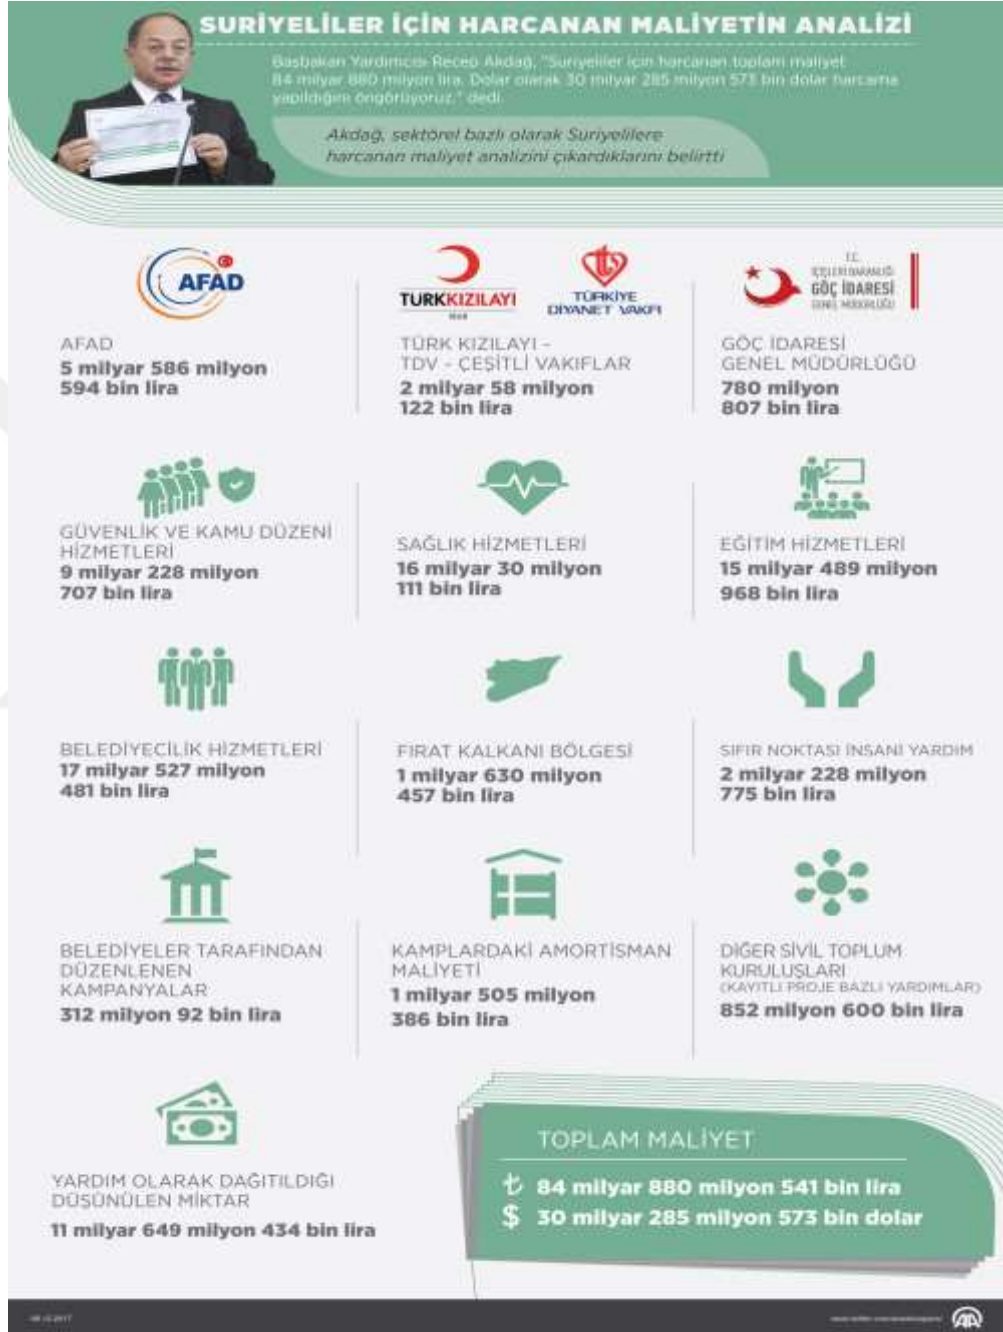 SURİYELİLER İÇİN HARCANAN MALİYETİN ANALİZİ
Başbakan Yardımcısı Recep Akdağ, "Suriyeliler için harcanan toplam maliyet
84 milyar 880 milyon lira. Dolar olarak 30 milyar 285 milyon 573 bin dolar harcama
yapıldığını öngörüyoruz." dedi.
Akdağ, sektörel bazlı olarak Suriyelilere
harcanan maliyet analizini çıkardıklarını belirtti
AFAD
AFAD
5 milyar 586 milyon
594 bin lira
TÜRKKIZILAYI
TÜRKİYE
DİYANET VAKFI
TÜRK KIZILAYI –
TDV - ÇEŞİTLİ VAKIFLAR
2 milyar 58 milyon
122 bin lira
T.C.
İÇİŞLERİ BAKANLIĞI
GÖÇ İDARESİ
GENEL MÜDÜRLÜĞÜ
GÖÇ İDARESİ
GENEL MÜDÜRLÜĞÜ
780 milyon
807 bin lira
GÜVENLİK VE KAMU DÜZENİ
HİZMETLERİ
9 milyar 228 milyon
707 bin lira
SAĞLIK HİZMETLERİ
16 milyar 30 milyon
111 bin lira
EĞİTİM HİZMETLERİ
15 milyar 489 milyon
968 bin lira
BELEDİYECİLİK HİZMETLERİ
17 milyar 527 milyon
481 bin lira
FIRAT KALKANI BÖLGESİ
1 milyar 630 milyon
457 bin lira
SIFIR NOKTASI İNSANİ YARDIM
2 milyar 228 milyon
775 bin lira
BELEDİYELER TARAFINDAN
DÜZENLENEN
KAMPANYALAR
312 milyon 92 bin lira
KAMPLARDAKİ AMORTİSMAN
MALİYETİ
1 milyar 505 milyon
386 bin lira
DİĞER SİVİL TOPLUM
KURULUŞLARI
(KAYITLI PROJE BAZLI YARDIMLAR)
852 milyon 600 bin lira
YARDIM OLARAK DAĞITILDIĞI
DÜŞÜNÜLEN MİKTAR
11 milyar 649 milyon 434 bin lira
TOPLAM MALİYET
₺ 84 milyar 880 milyon 541 bin lira
$ 30 milyar 285 milyon 573 bin dolar
AA